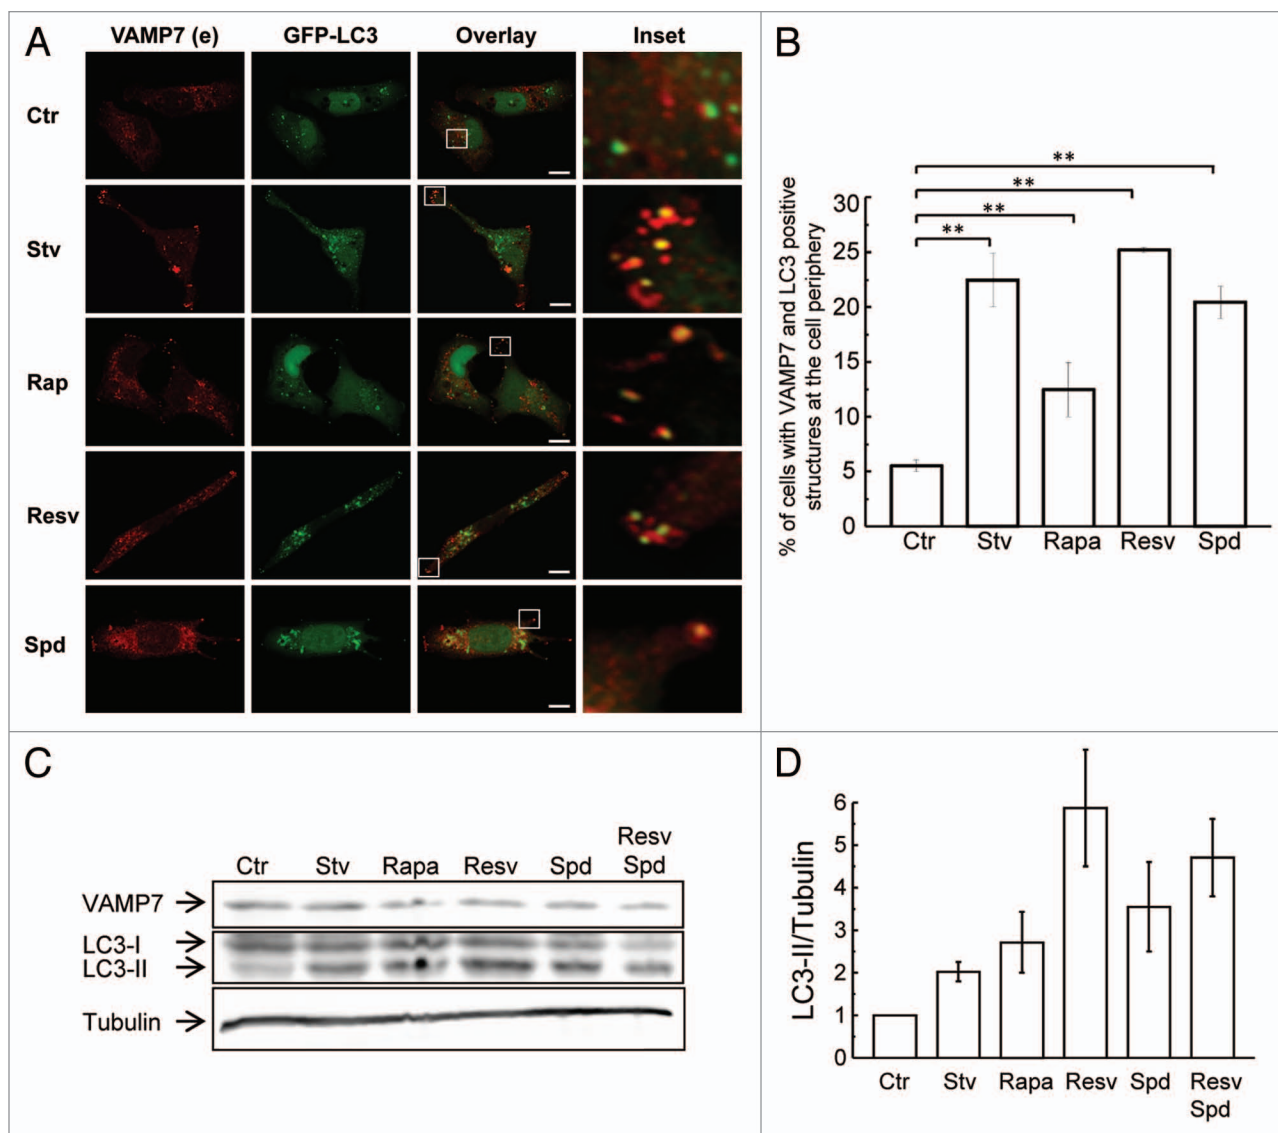 A
VAMP7 (e) GFP-LC3 Overlay Inset
Ctr
Stv
Rap
Resv
Spd
B
% of cells with VAMP7 and LC3 positive
structures at the cell periphery
**
**
**
**
30
25
20
15
10
5
0
Ctr Stv Rapa Resv Spd
C
Resv
Ctr Stv Rapa Resv Spd Spd
VAMP7
LC3-I
LC3-II
Tubulin
D
LC3-II/Tubulin
6
5
4
3
2
1
0
Ctr Stv Rapa Resv Spd Resv
Spd